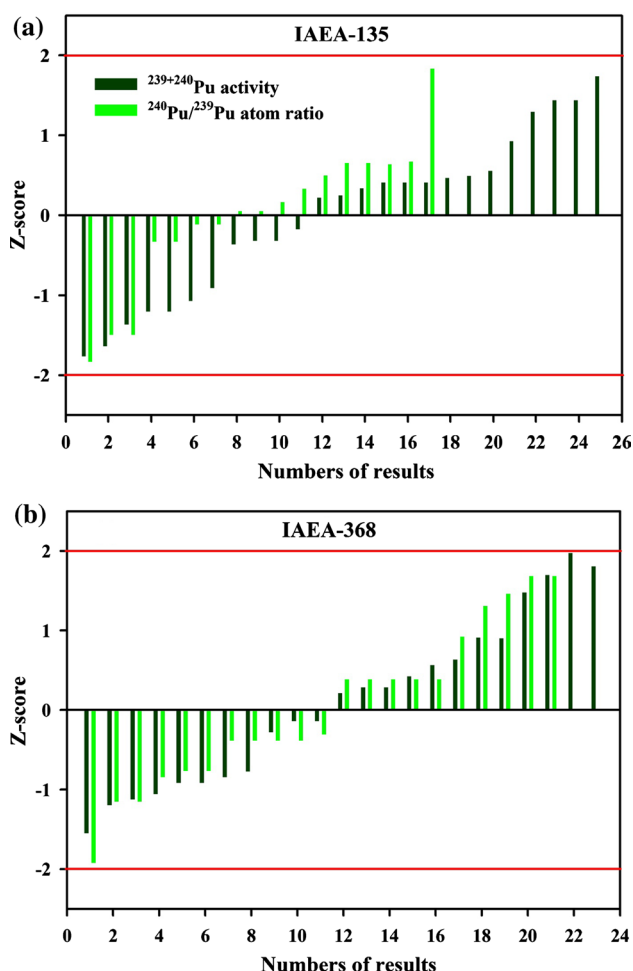 (a)
IAEA-135
2
239+240Pu activity
240Pu/239Pu atom ratio
1
0
-1
-2
Z-score
0 2 4 6 8 10 12 14 16 18 20 22 24 26
Numbers of results
(b)
IAEA-368
2
1
0
-1
-2
Z-score
0 2 4 6 8 10 12 14 16 18 20 22 24
Numbers of results